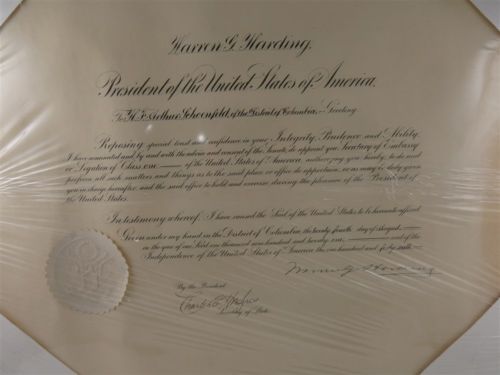 Warren G. Harding,
President of the United States of America.
To H. F. Arthur Schoenfeld, of the District of Columbia, Greeting
Reposing special trust and confidence in your Integrity, Prudence and Ability
I have nominated and by and with the advice and consent of the Senate, do appoint you Secretary of Embassy
or Legation of Class one of the United States of America, authorizing you hereby to do and
perform all such matters and things as to the said place or office do appertain, or as may be duly given
you in charge hereafter, and the said office to hold and exercise during the pleasure of the President of
the United States.
In testimony whereof, I have caused the Seal of the United States to be hereunto affixed
Given under my hand in the District of Columbia the fourth day of August
in the year of our Lord one thousand nine hundred and twenty one, and of the
Independence of the United States of America the one hundred and forty sixth.
Warren G Harding
By the President
Charles E. Hughes
Secretary of State.